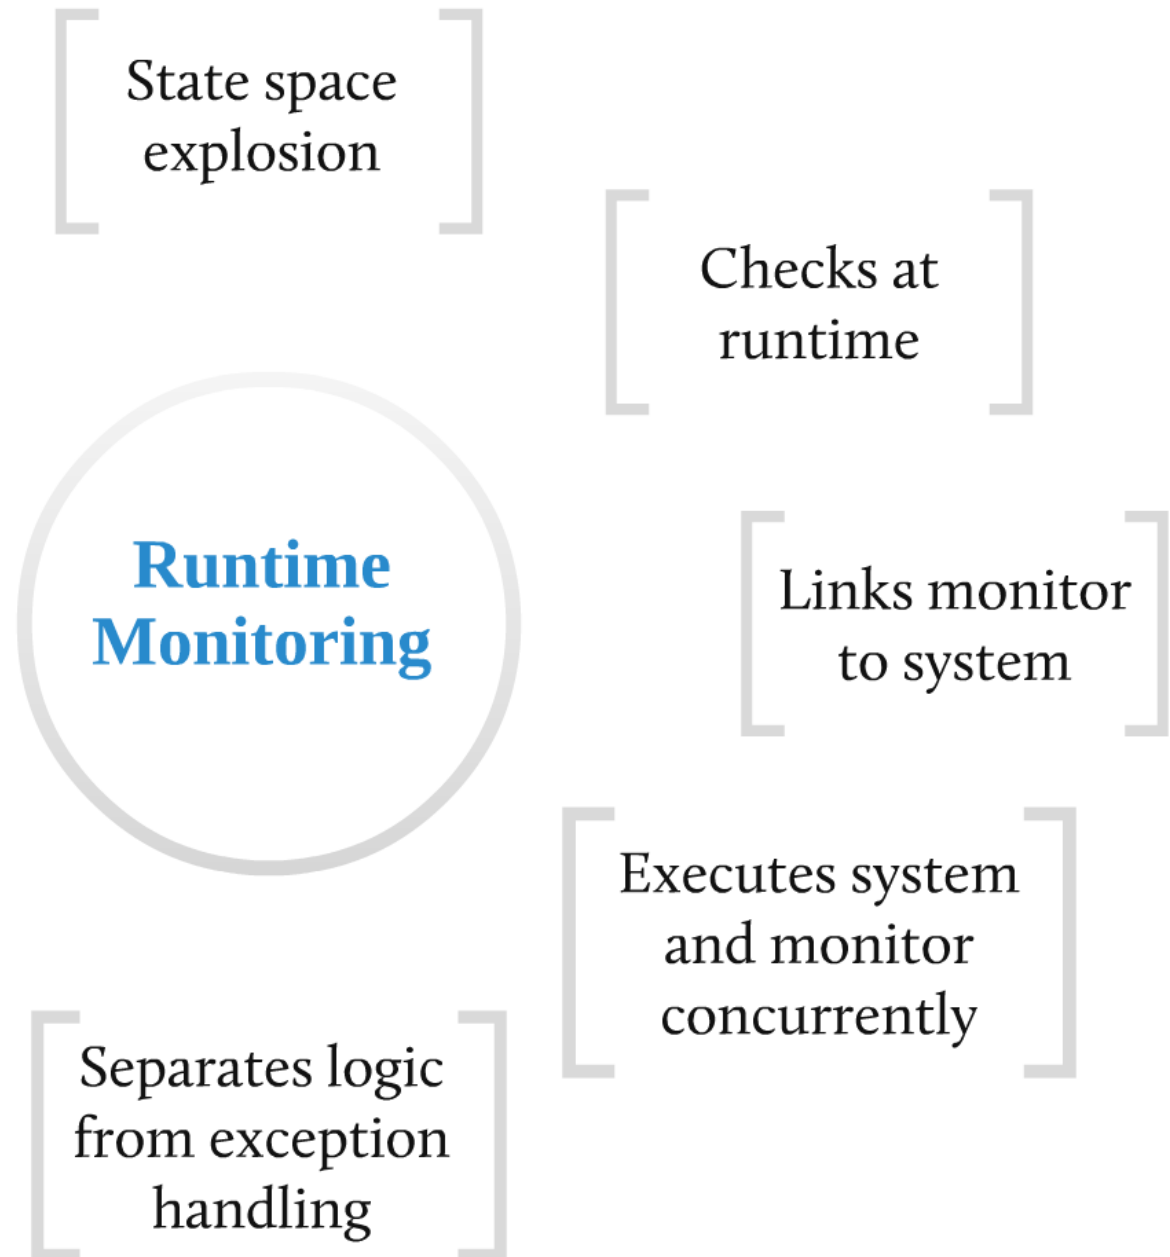 State space
explosion
Checks at
runtime
Runtime
Monitoring
Links monitor
to system
Executes system
and monitor
concurrently
Separates logic
from exception
handling